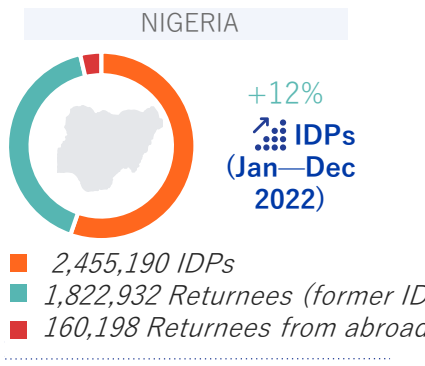 NIGERIA
+12%
IDPs
(Jan—Dec
2022)
2,455,190 IDPs
1,822,932 Returnees (former
160,198 Returnees from abroad